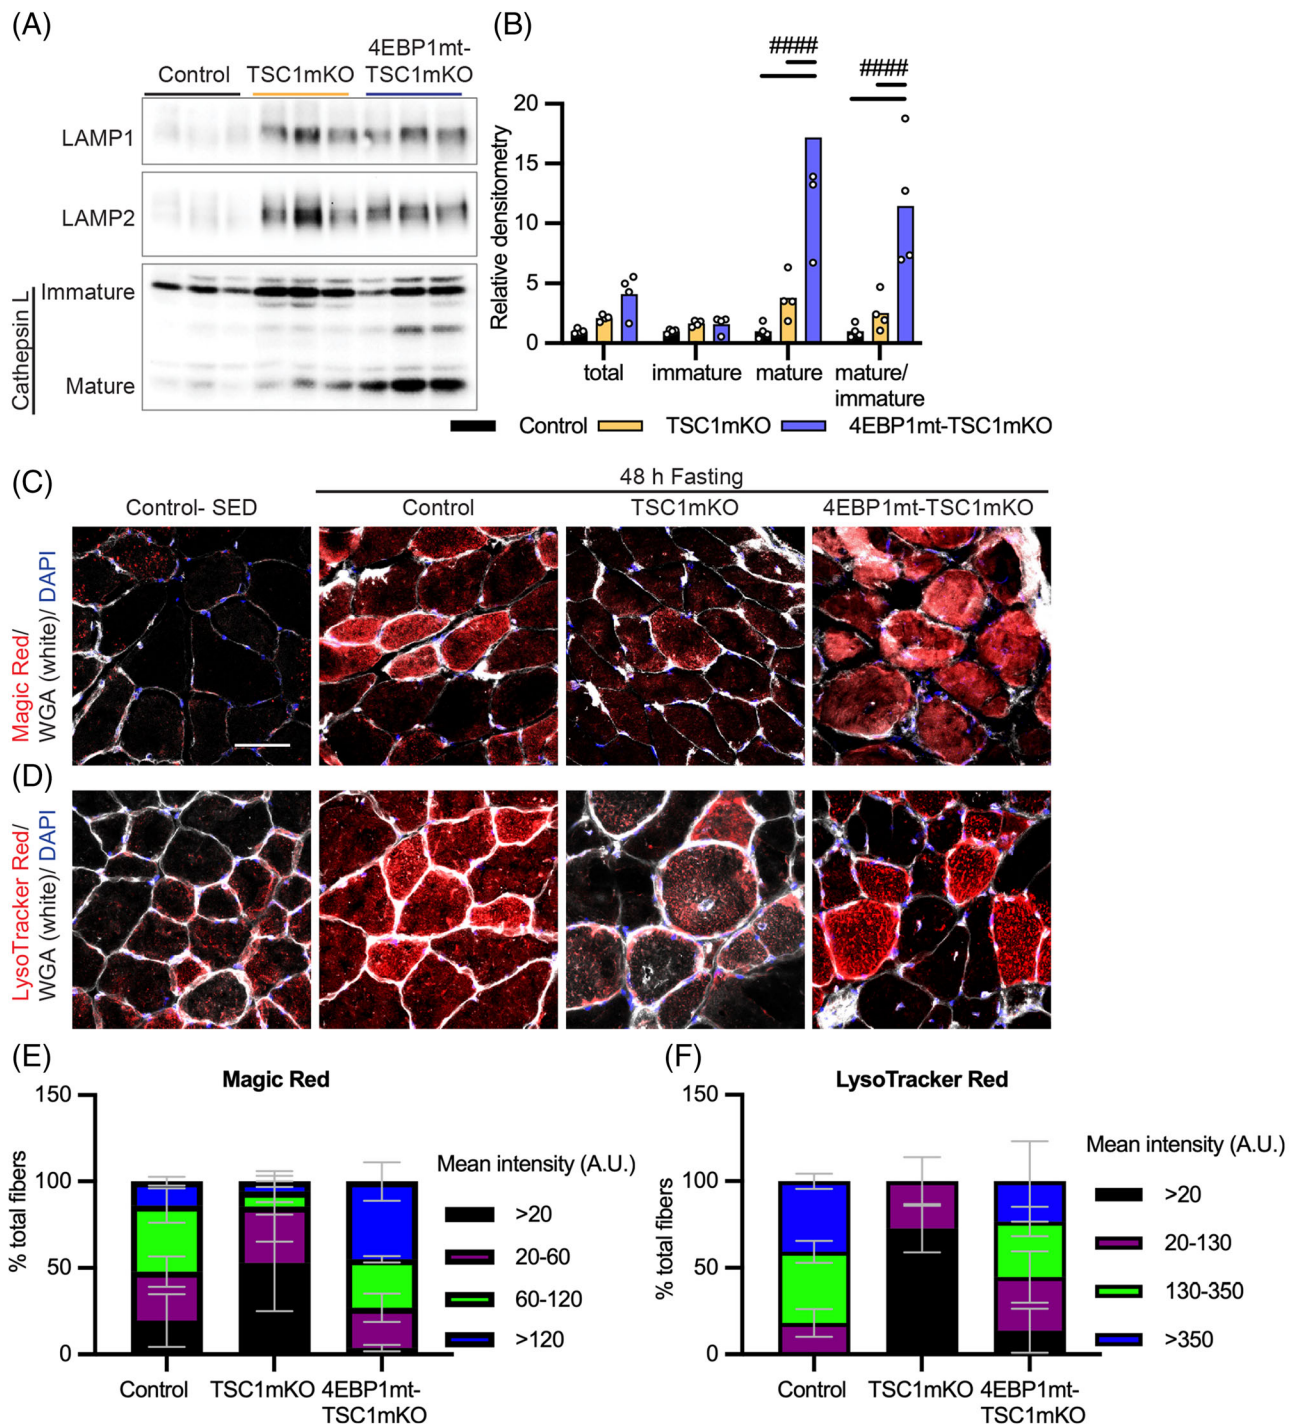 (A)
Control
TSC1mKO
4EBP1mt-
TSC1mKO
LAMP1
LAMP2
Cathepsin L
Immature
Mature
(B)
####
####
Relative densitometry
20
15
10
5
0
total
immature
mature
mature/
immature
Control
TSC1mKO
4EBP1mt-TSC1mKO
(C)
48 h Fasting
Control- SED
Control
TSC1mKO
4EBP1mt-TSC1mKO
Magic Red/
WGA (white)/ DAPI
(D)
LysoTracker Red/
WGA (white)/ DAPI
(E)
Magic Red
% total fibers
150
100
50
0
Control
TSC1mKO
4EBP1mt-
TSC1mKO
Mean intensity (A.U.)
>20
20-60
60-120
>120
(F)
LysoTracker Red
% total fibers
150
100
50
0
Control
TSC1mKO
4EBP1mt-
TSC1mKO
Mean intensity (A.U.)
>20
20-130
130-350
>350